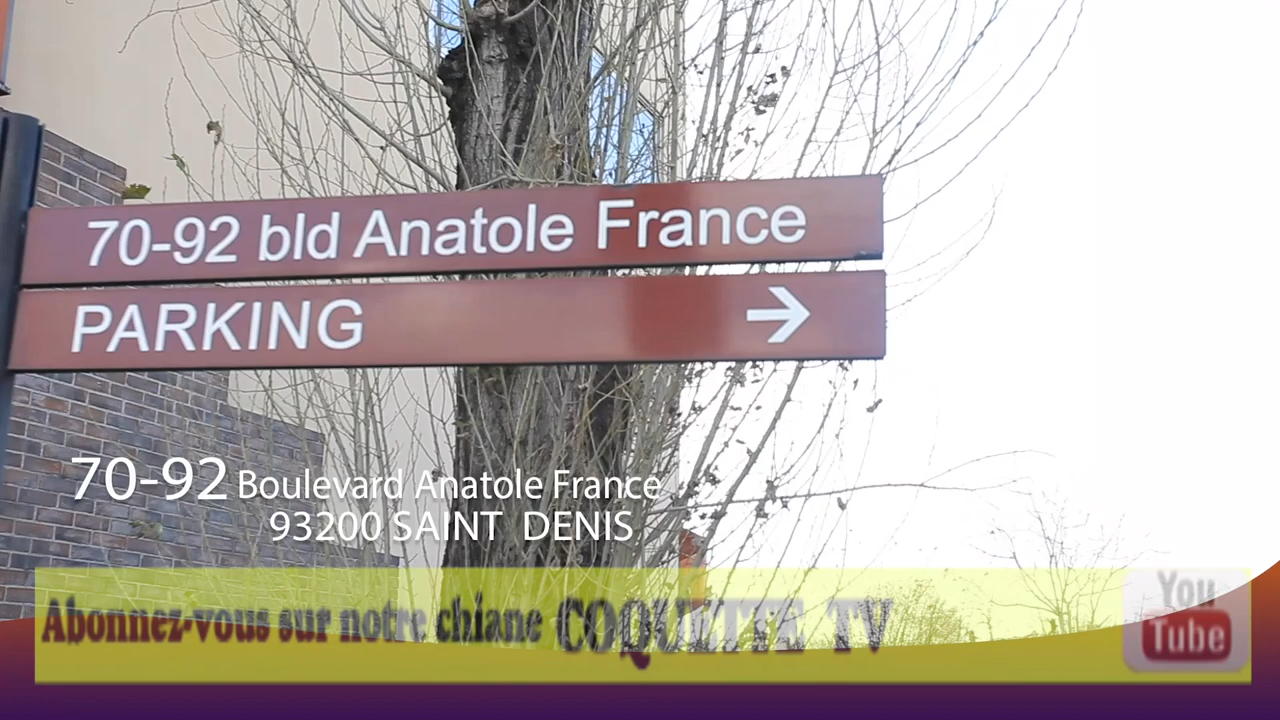 70-92 bld Anatole France
PARKING →
70-92 Boulevard Anatole France
93200 SAINT DENIS
Abonnez-vous sur notre chiane COQUETTE TV
You
Tube